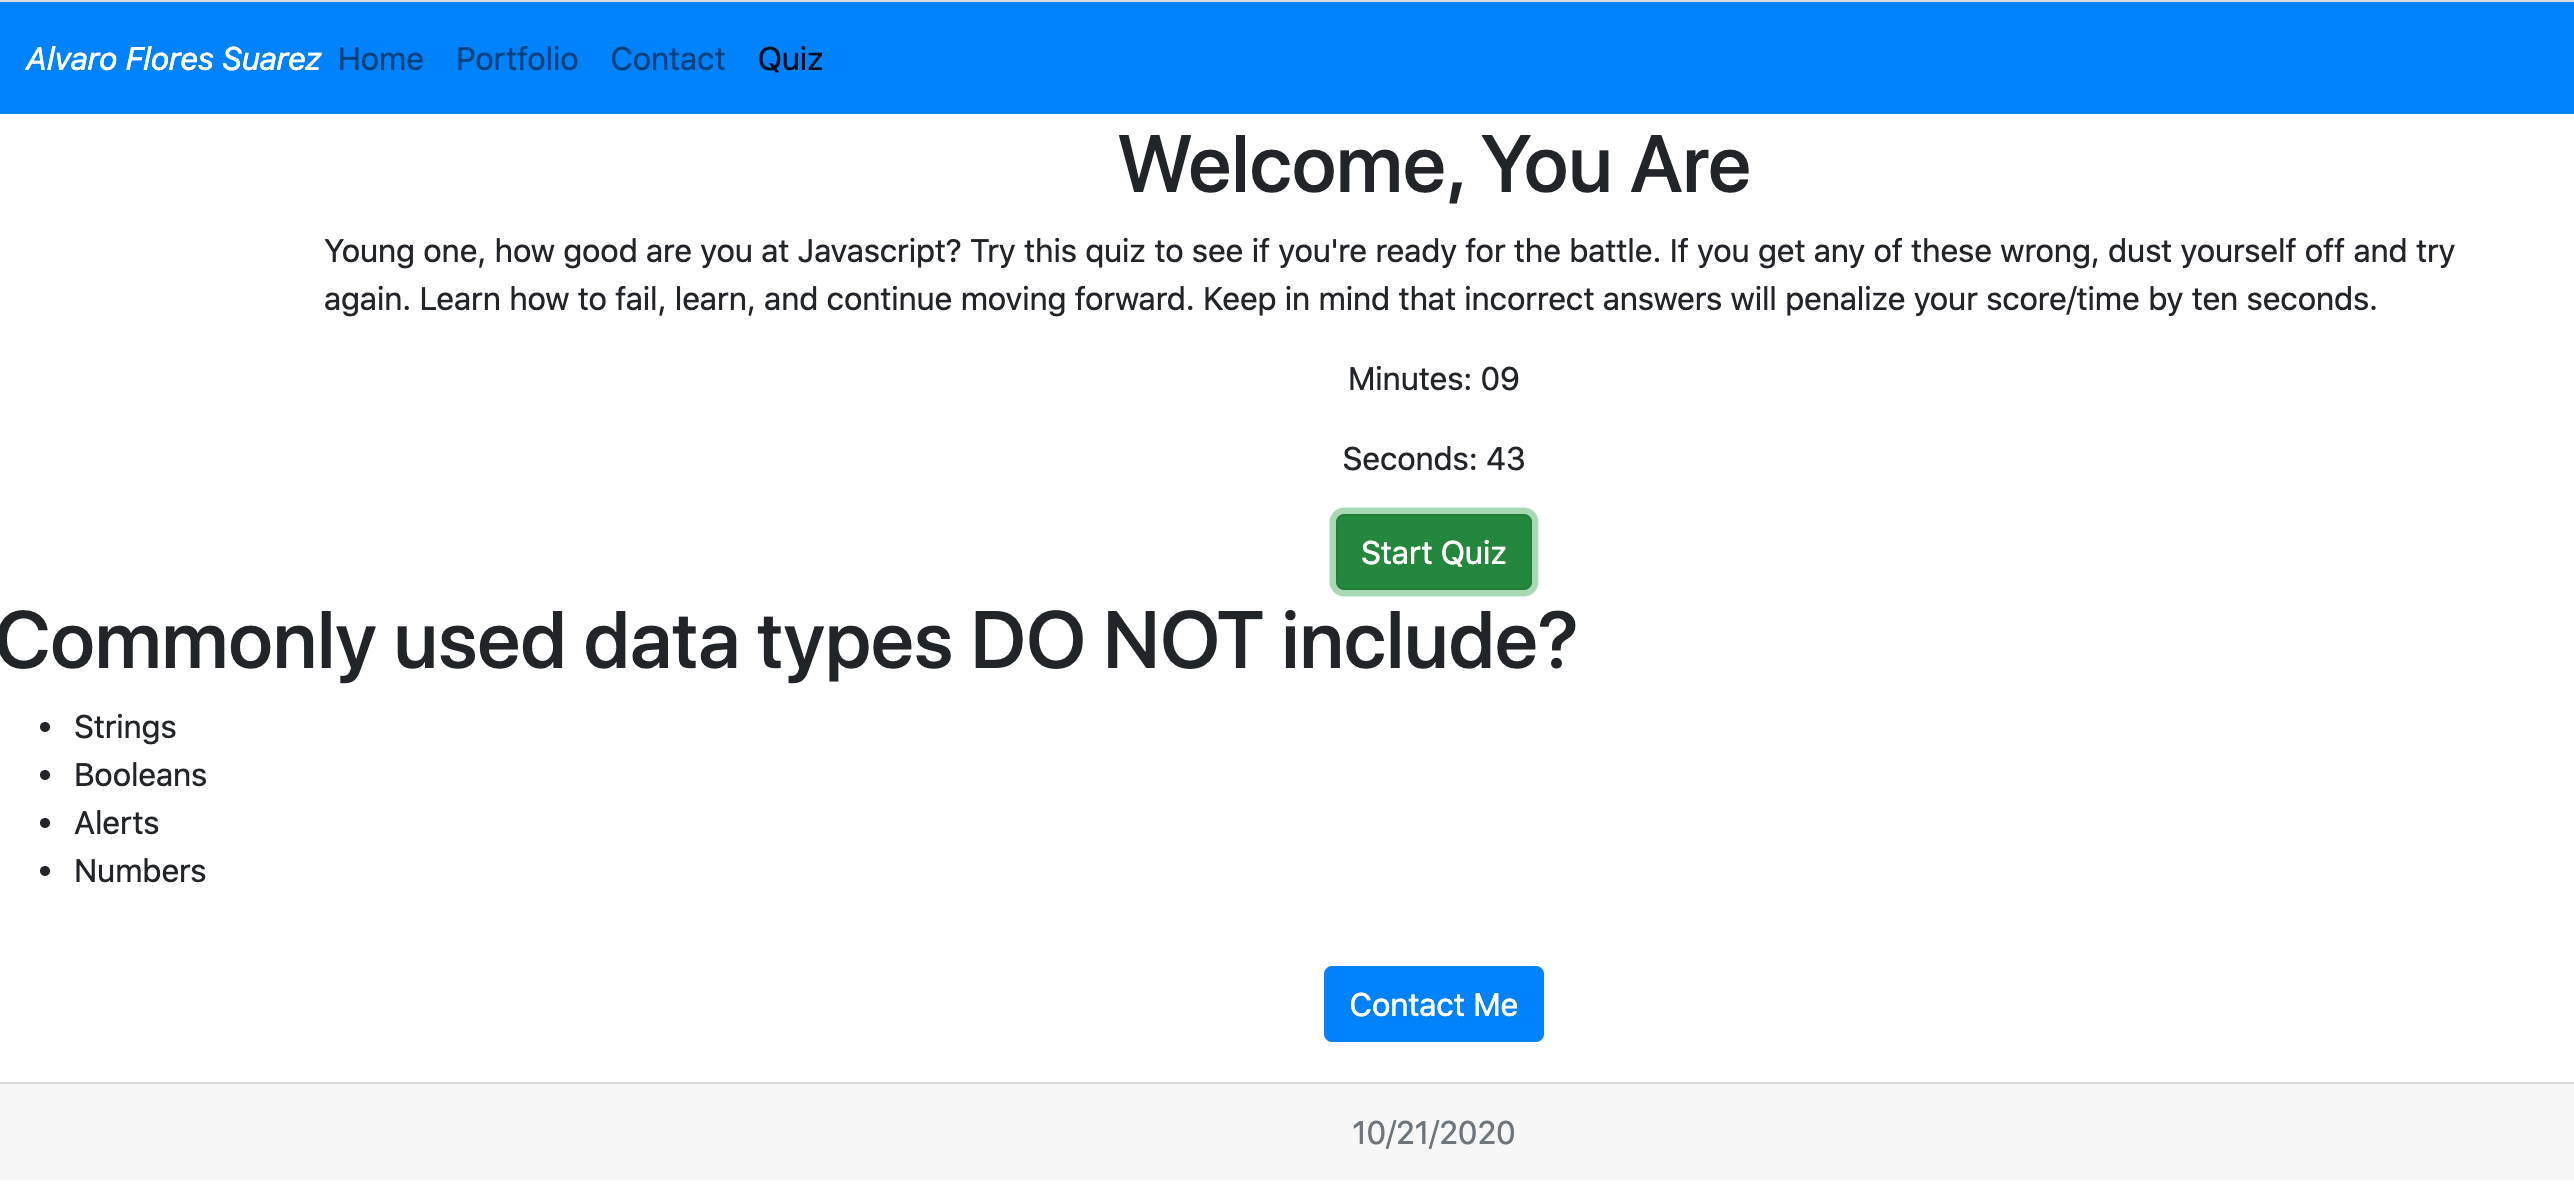 Alvaro Flores Suarez Home Portfolio Contact Quiz
Welcome, You Are
Young one, how good are you at Javascript? Try this quiz to see if you're ready for the battle. If you get any of these wrong, dust yourself off and try
again. Learn how to fail, learn, and continue moving forward. Keep in mind that incorrect answers will penalize your score/time by ten seconds.
Minutes: 09
Seconds: 43
Start Quiz
Commonly used data types DO NOT include?
Strings
Booleans
Alerts
Numbers
Contact Me
10/21/2020